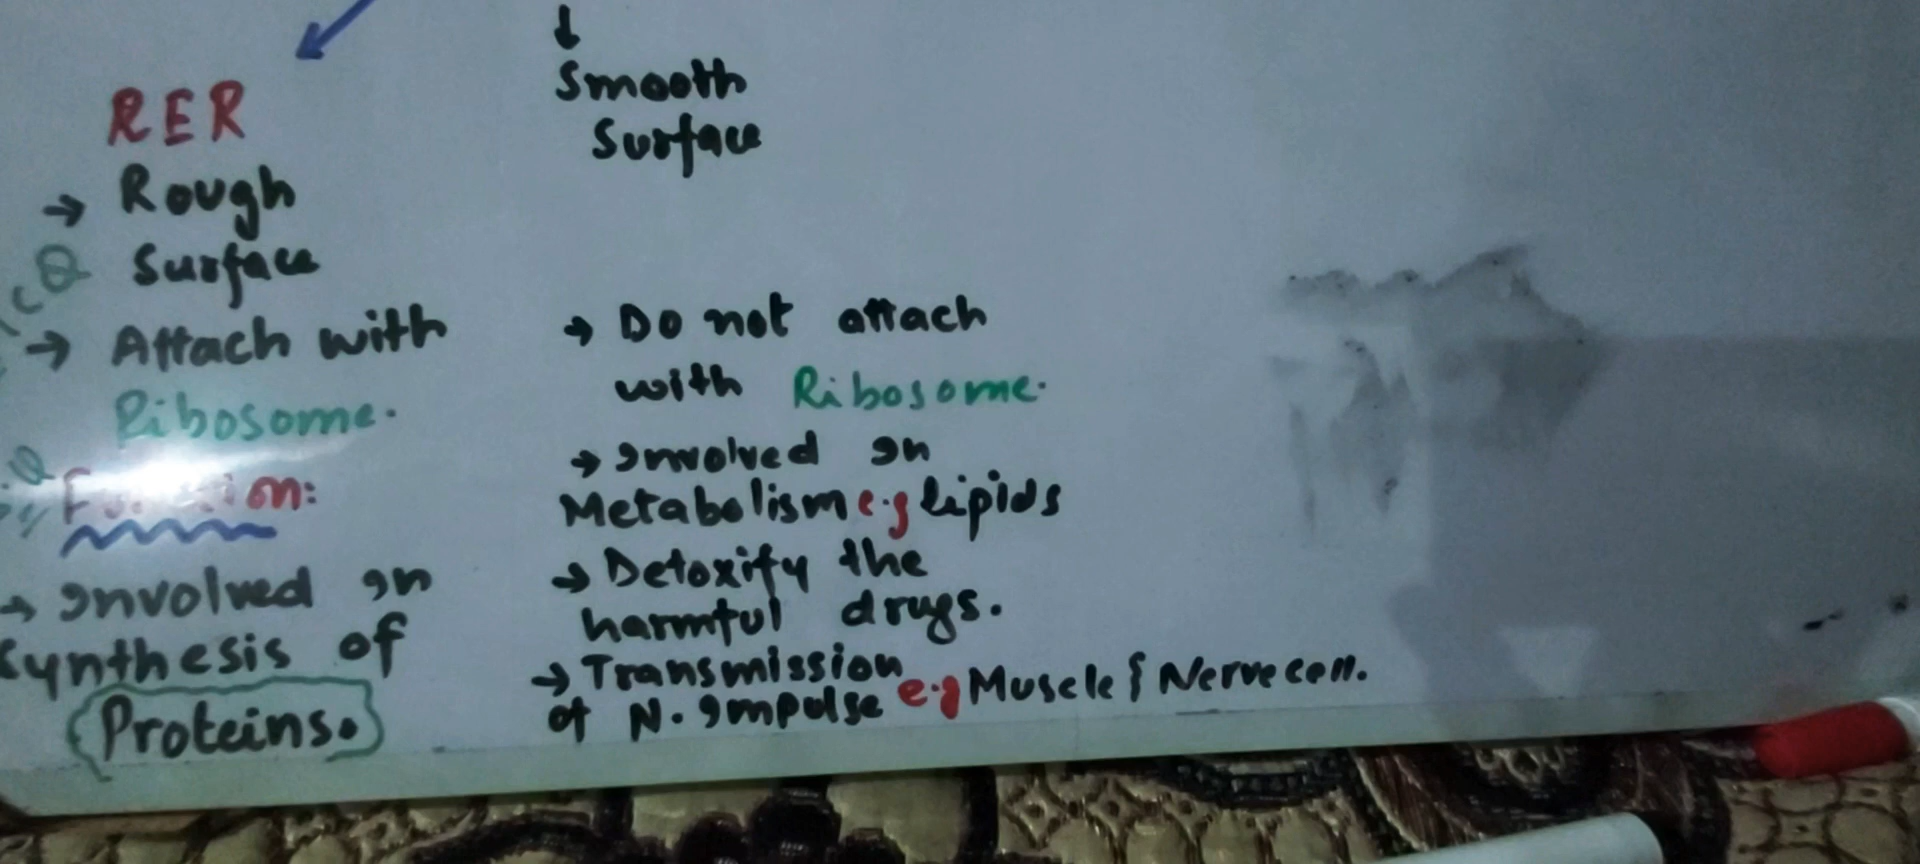 RER
→ Rough
Surface
→ Attach with
Ribosome.
Function:
→ Involved In
Synthesis of
Proteins.
↓
Smooth
Surface
→ Do not attach
with Ribosome.
→ Involved In
Metabolism e.g lipids
→ Detoxify the
harmful drugs.
→ Transmission
of N. Impulse e.g Muscle & Nerve cell.